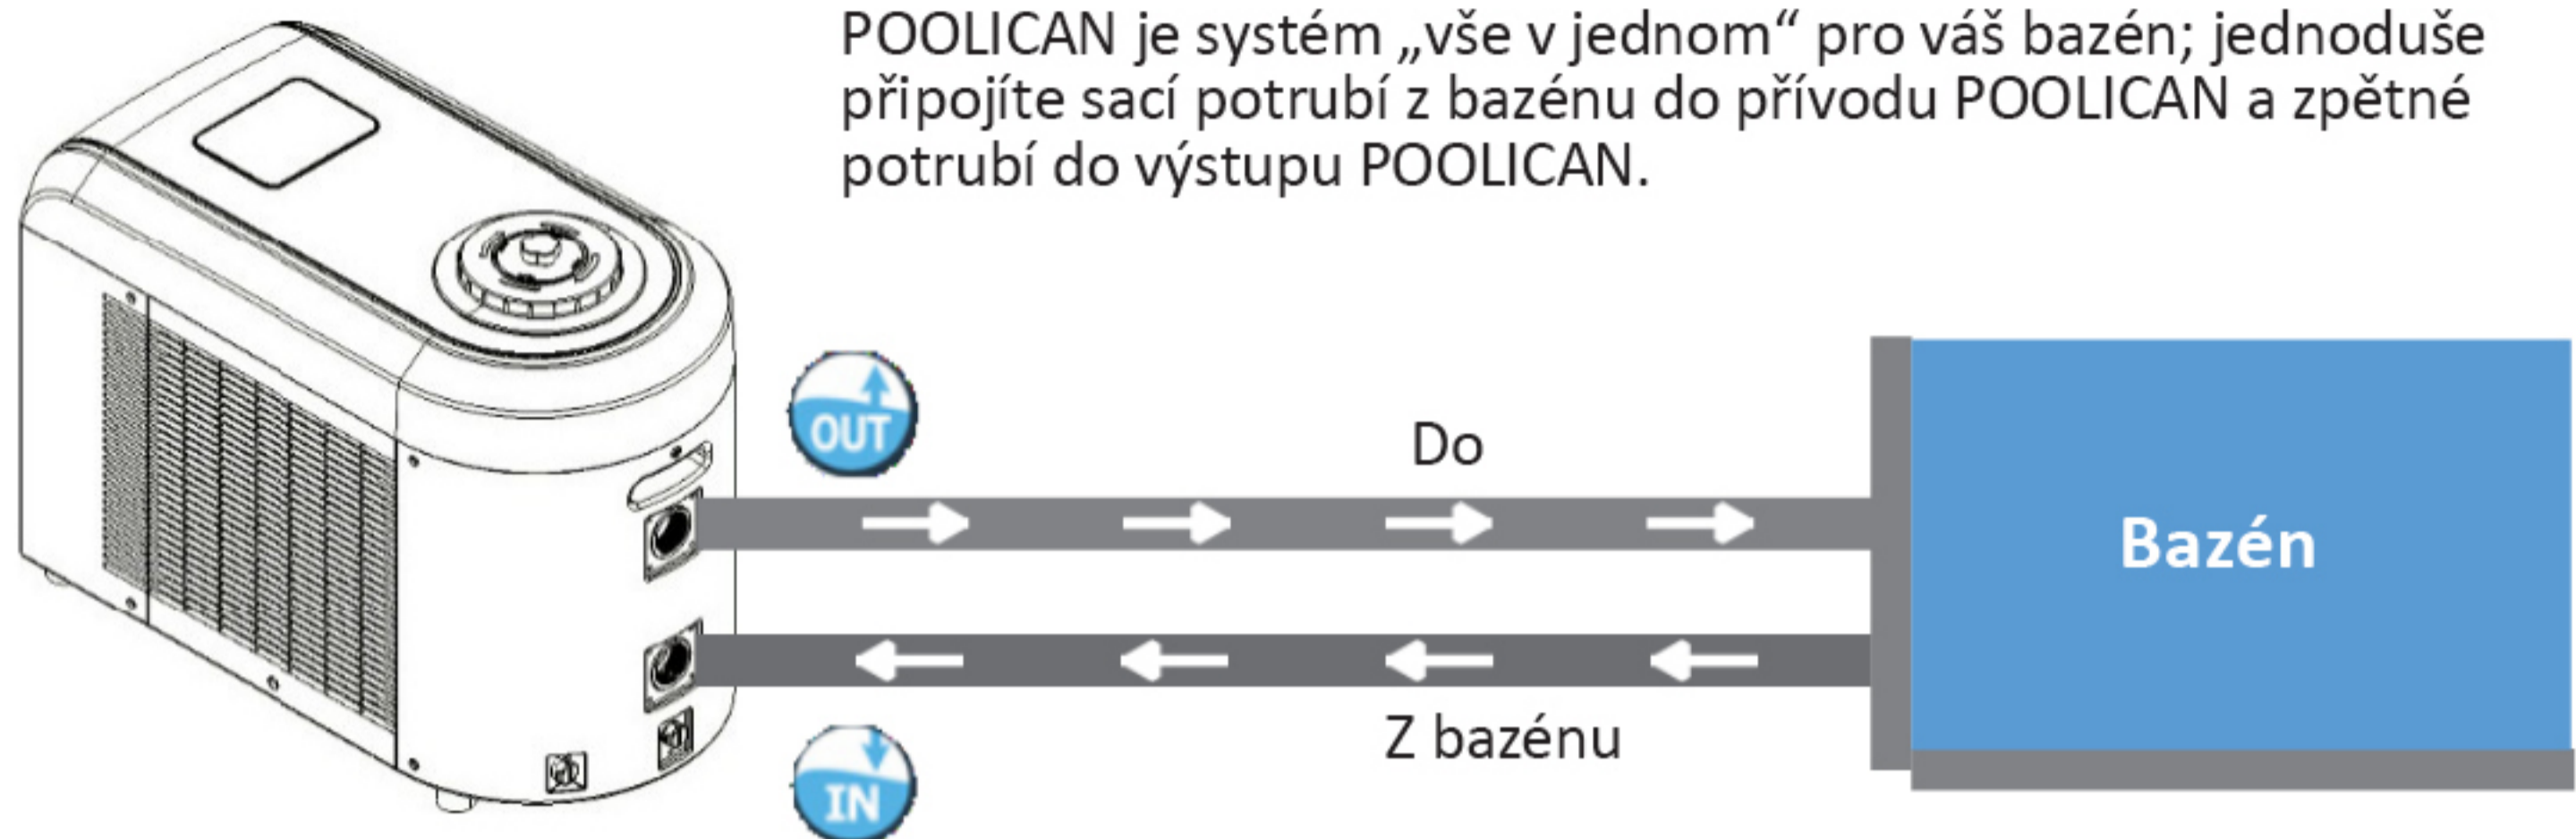 POOLICAN je systém „vše v jednom“ pro váš bazén; jednoduše
připojíte sací potrubí z bazénu do přívodu POOLICAN a zpětné
potrubí do výstupu POOLICAN.
OUT
Do
Bazén
Z bazénu
IN